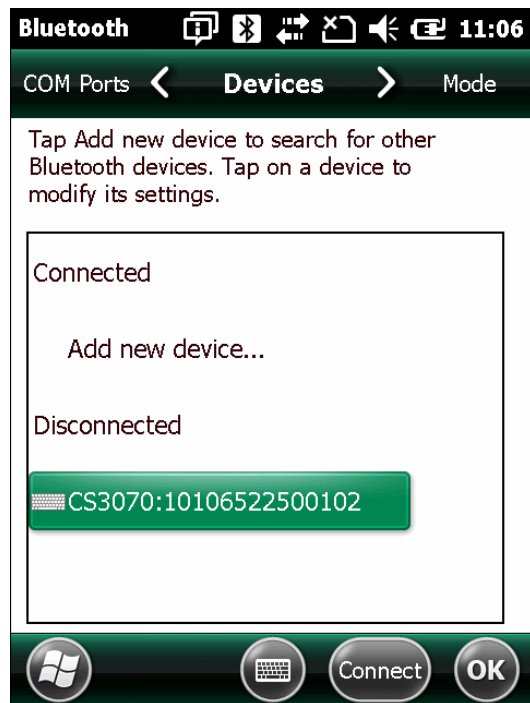 Bluetooth 11:06
COM Ports Devices Mode
Tap Add new device to search for other
Bluetooth devices. Tap on a device to
modify its settings.
Connected
Add new device...
Disconnected
CS3070:10106522500102
Connect OK